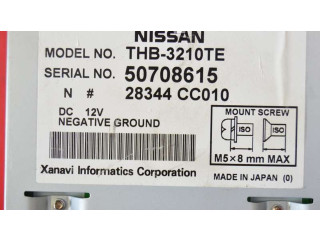 NISSAN
MODEL NO. THB-3210TE
SERIAL NO. 50708615
N # 28344 CC010
DC 12V
NEGATIVE GROUND
MOUNT SCREW
ISO ISO
M5×8 mm MAX
Xanavi Informatics Corporation
MADE IN JAPAN (0)